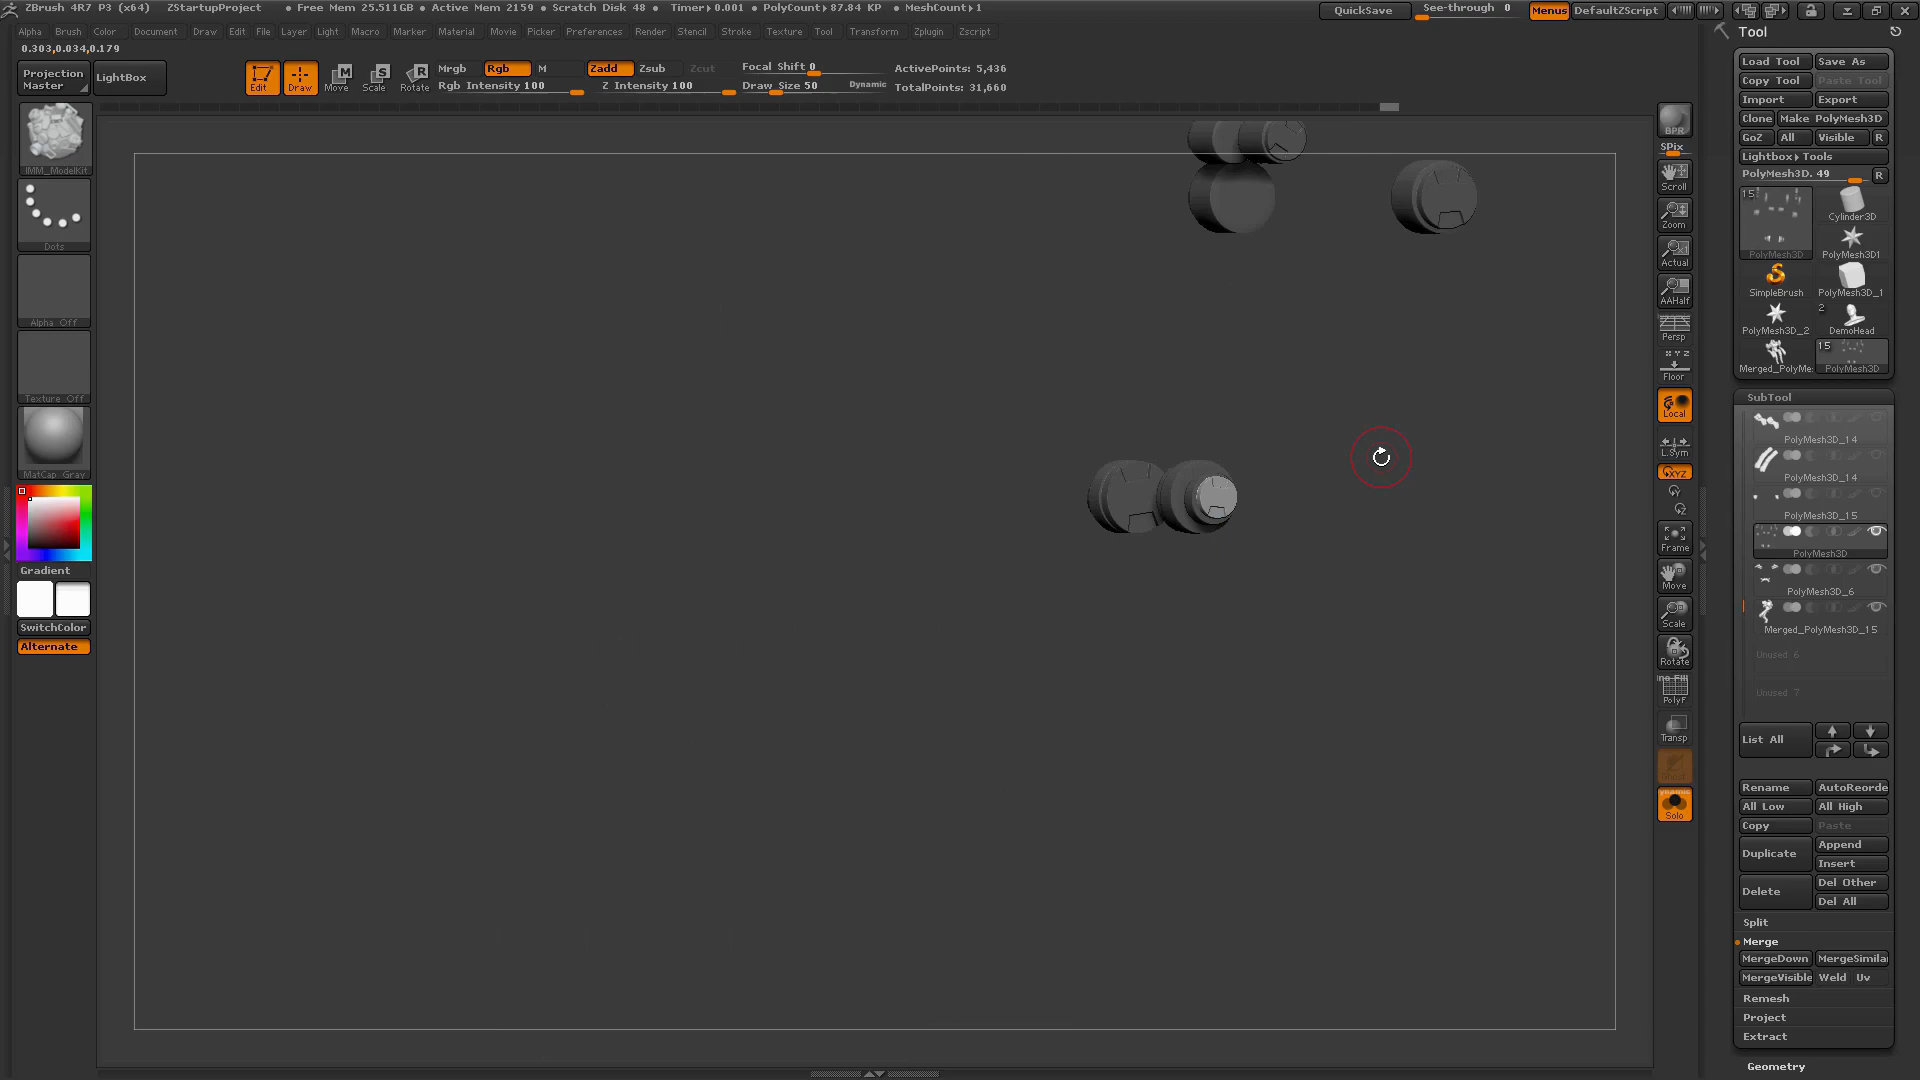 ZBrush 4R7 P3 (x64) ZStartupProject • Free Mem 25.511GB • Active Mem 2159 • Scratch Disk 48 • Timer▸0.001 • PolyCount▸87.84 KP • MeshCount▸1 QuickSave See-through 0 Menus DefaultZScript
Alpha Brush Color Document Draw Edit File Layer Light Macro Marker Material Movie Picker Preferences Render Stencil Stroke Texture Tool Transform Zplugin Zscript
0.303,0.034,0.179
Projection Master
LightBox
Edit Draw Move Scale Rotate
Mrgb Rgb M
Rgb Intensity 100
Zadd Zsub Zcut
Z Intensity 100
Focal Shift 0
Draw Size 50 Dynamic
ActivePoints: 5,436
TotalPoints: 31,660
IMM_ModelKit
Dots
Alpha Off
Texture Off
MatCap Gray
Gradient
SwitchColor
Alternate
BPR
SPix
Scroll
Zoom
Actual
AAHalf
Persp
X Y Z
Floor
Local
L.Sym
XYZ
Frame
Move
Scale
Rotate
PolyF
Transp
Ghost
Solo
Tool
Load Tool Save As
Copy Tool Paste Tool
Import Export
Clone Make PolyMesh3D
GoZ All Visible R
Lightbox▸Tools
PolyMesh3D. 49 R
15
PolyMesh3D Cylinder3D
PolyMesh3D1
SimpleBrush PolyMesh3D_1
2
PolyMesh3D_2 DemoHead
15
Merged_PolyMe: PolyMesh3D
SubTool
PolyMesh3D_14
PolyMesh3D_14
PolyMesh3D_15
PolyMesh3D
PolyMesh3D_6
Merged_PolyMesh3D_15
Unused 6
Unused 7
List All
Rename AutoReorde
All Low All High
Copy Paste
Duplicate Append
Insert
Delete Del Other
Del All
Split
Merge
MergeDown MergeSimila
MergeVisible Weld Uv
Remesh
Project
Extract
Geometry